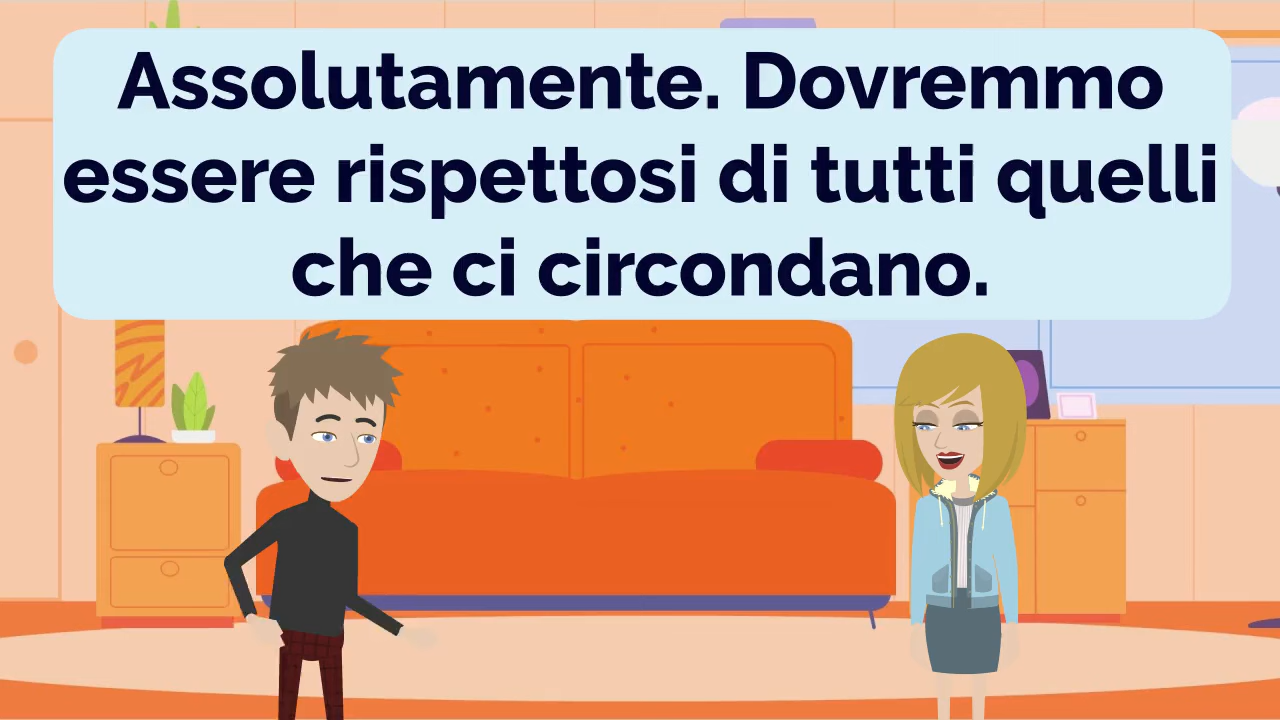 Assolutamente. Dovremmo
essere rispettosi di tutti quelli
che ci circondano.